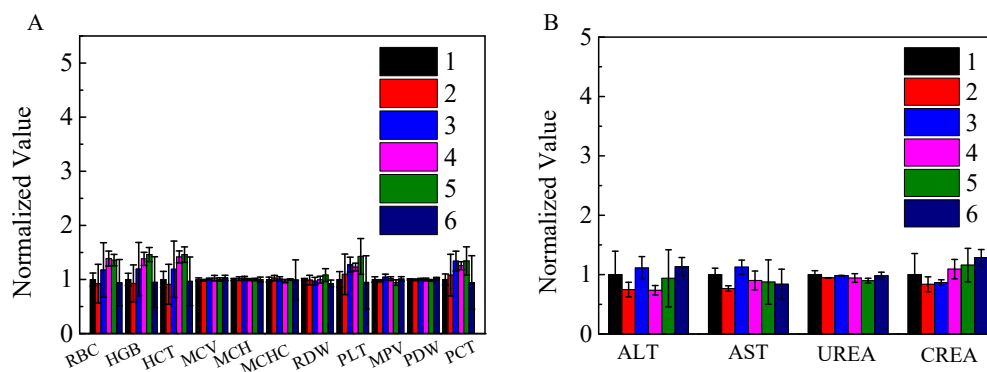 A
Normalized Value
5
4
3
2
1
0
1
2
3
4
5
6
RBC
HGB
HCT
MCV
MCH
MCHC
RDW
PLT
MPV
PDW
PCT
B
Normalized Value
5
4
3
2
1
0
1
2
3
4
5
6
ALT
AST
UREA
CREA